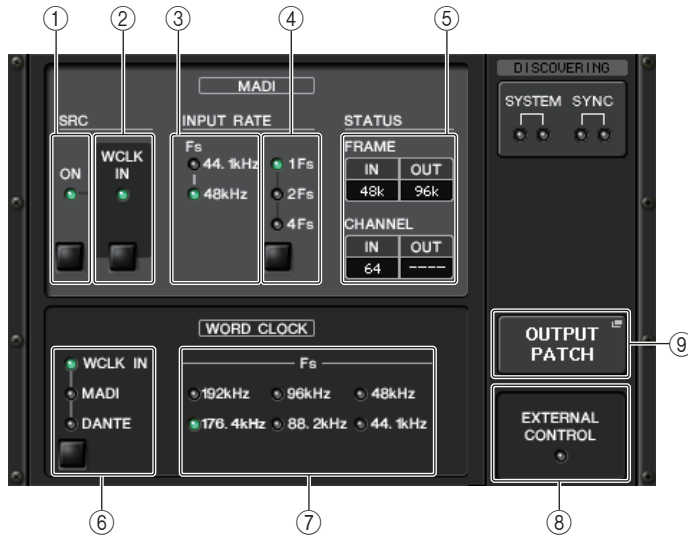 ① ② ③ ④ ⑤
DISCOVERING
SYSTEM SYNC
MADI
SRC
ON
WCLK
IN
INPUT RATE
Fs
44.1kHz
48kHz
1Fs
2Fs
4Fs
STATUS
FRAME
IN OUT
48k 96k
CHANNEL
IN OUT
64 ----
WORD CLOCK
WCLK IN
MADI
DANTE
Fs
192kHz 96kHz 48kHz
176.4kHz 88.2kHz 44.1kHz
OUTPUT
PATCH
⑨
EXTERNAL
CONTROL
⑥ ⑦ ⑧